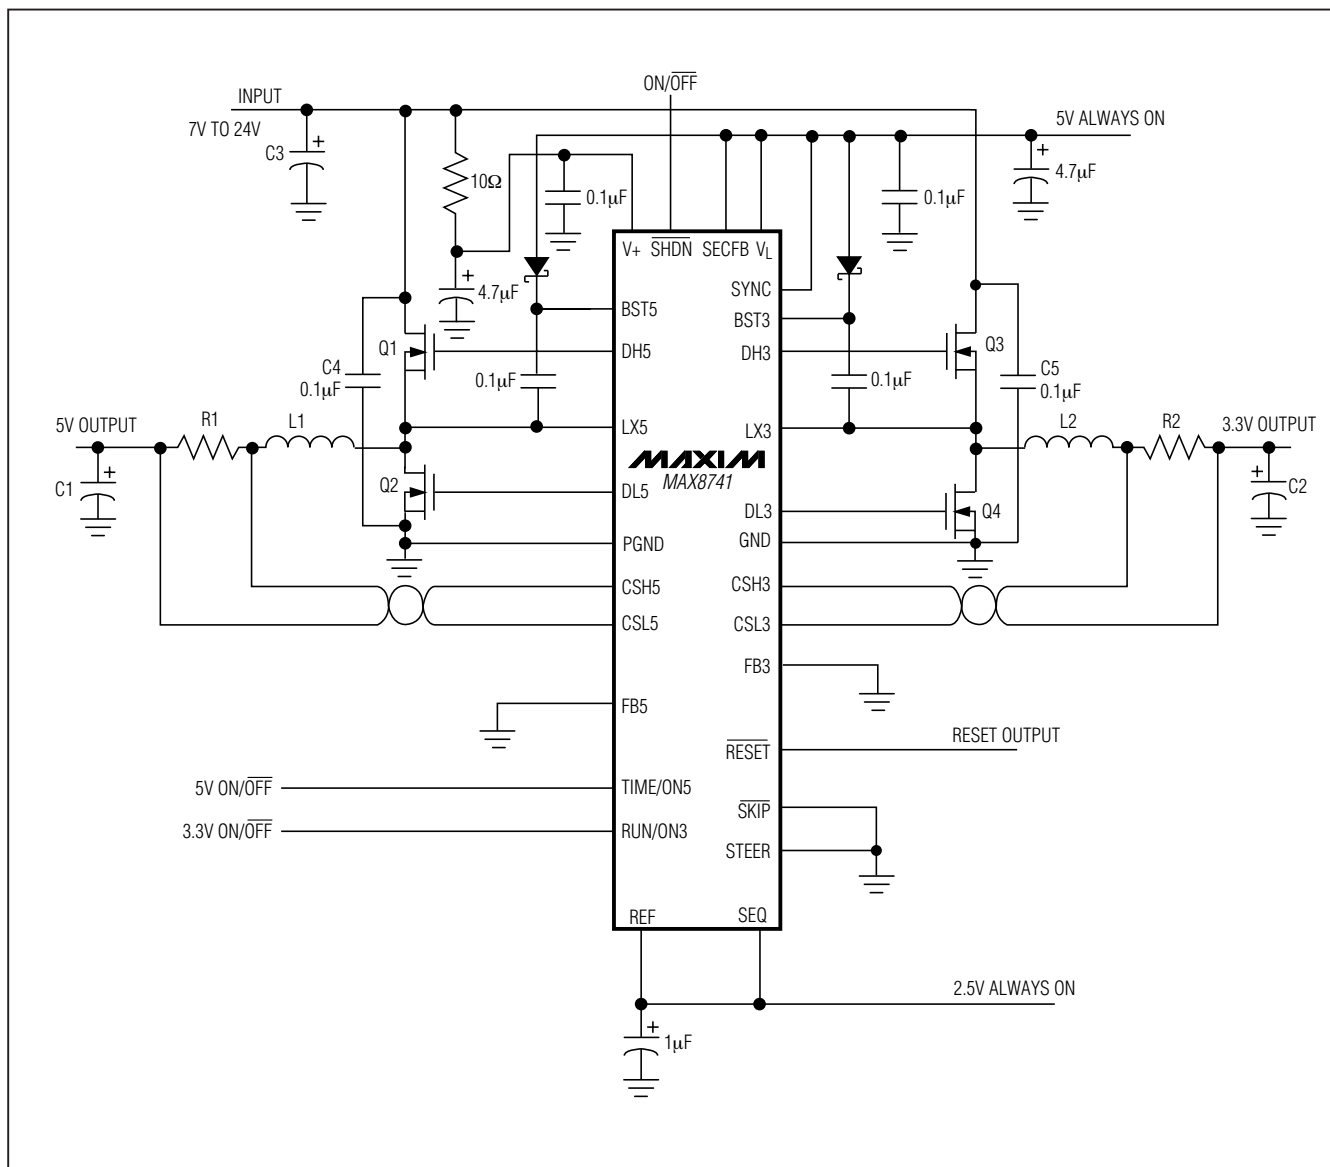 ON/OFF
INPUT
7V TO 24V
5V ALWAYS ON
C3
+
10Ω
0.1µF
0.1µF
+
4.7µF
V+
SHDN
SECFB
VL
+
4.7µF
SYNC
BST5
BST3
Q1
DH5
DH3
Q3
C4
0.1µF
0.1µF
0.1µF
C5
0.1µF
5V OUTPUT
R1
L1
LX5
LX3
L2
R2
3.3V OUTPUT
MAXIM
MAX8741
C1
+
Q2
DL5
DL3
Q4
+
C2
PGND
GND
CSH5
CSH3
CSL5
CSL3
FB3
FB5
RESET
RESET OUTPUT
5V ON/OFF
TIME/ON5
SKIP
3.3V ON/OFF
RUN/ON3
STEER
REF
SEQ
2.5V ALWAYS ON
+
1µF